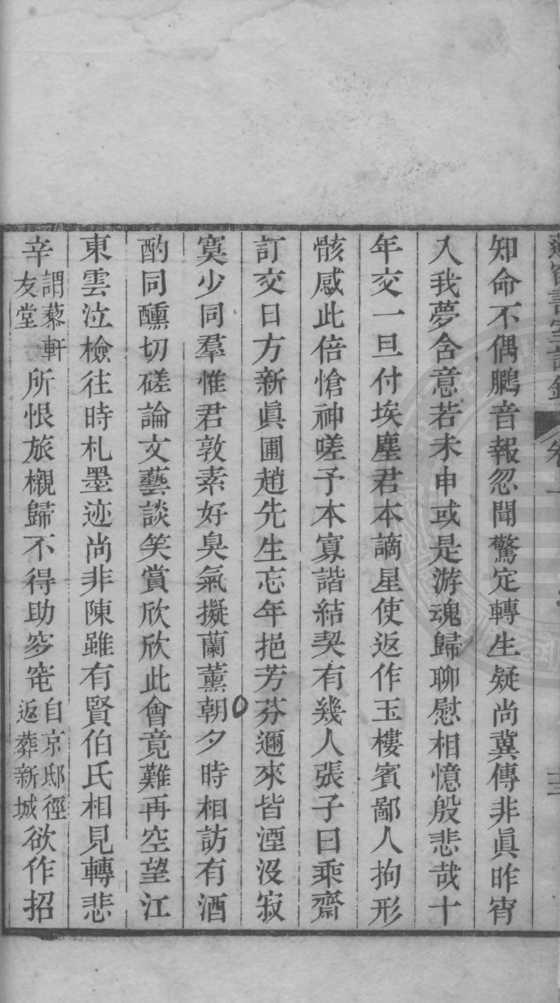 知命不偶鵩音報忽聞驚定轉生疑尚冀傳非眞昨宵
入我夢含意若未申或是游魂歸聊慰相憶殷悲哉十
年交一旦付埃塵君本謫星使返作玉樓賓鄙人拘形
骸感此倍愴神嗟予本寡諧結契有幾人張子曰乘齋
訂交日方新眞圃趙先生忘年挹芳芬邇來皆湮沒寂
寞少同羣惟君敦素好臭氣擬蘭薰朝夕時相訪有酒
酌同醺切磋論文藝談笑賞欣欣此會竟難再空望江
東雲泣檢往時札墨迹尚非陳雖有賢伯氏相見轉悲
辛謂藜軒友堂所恨旅櫬歸不得助窀窆自京邸徑返葬新城欲作招